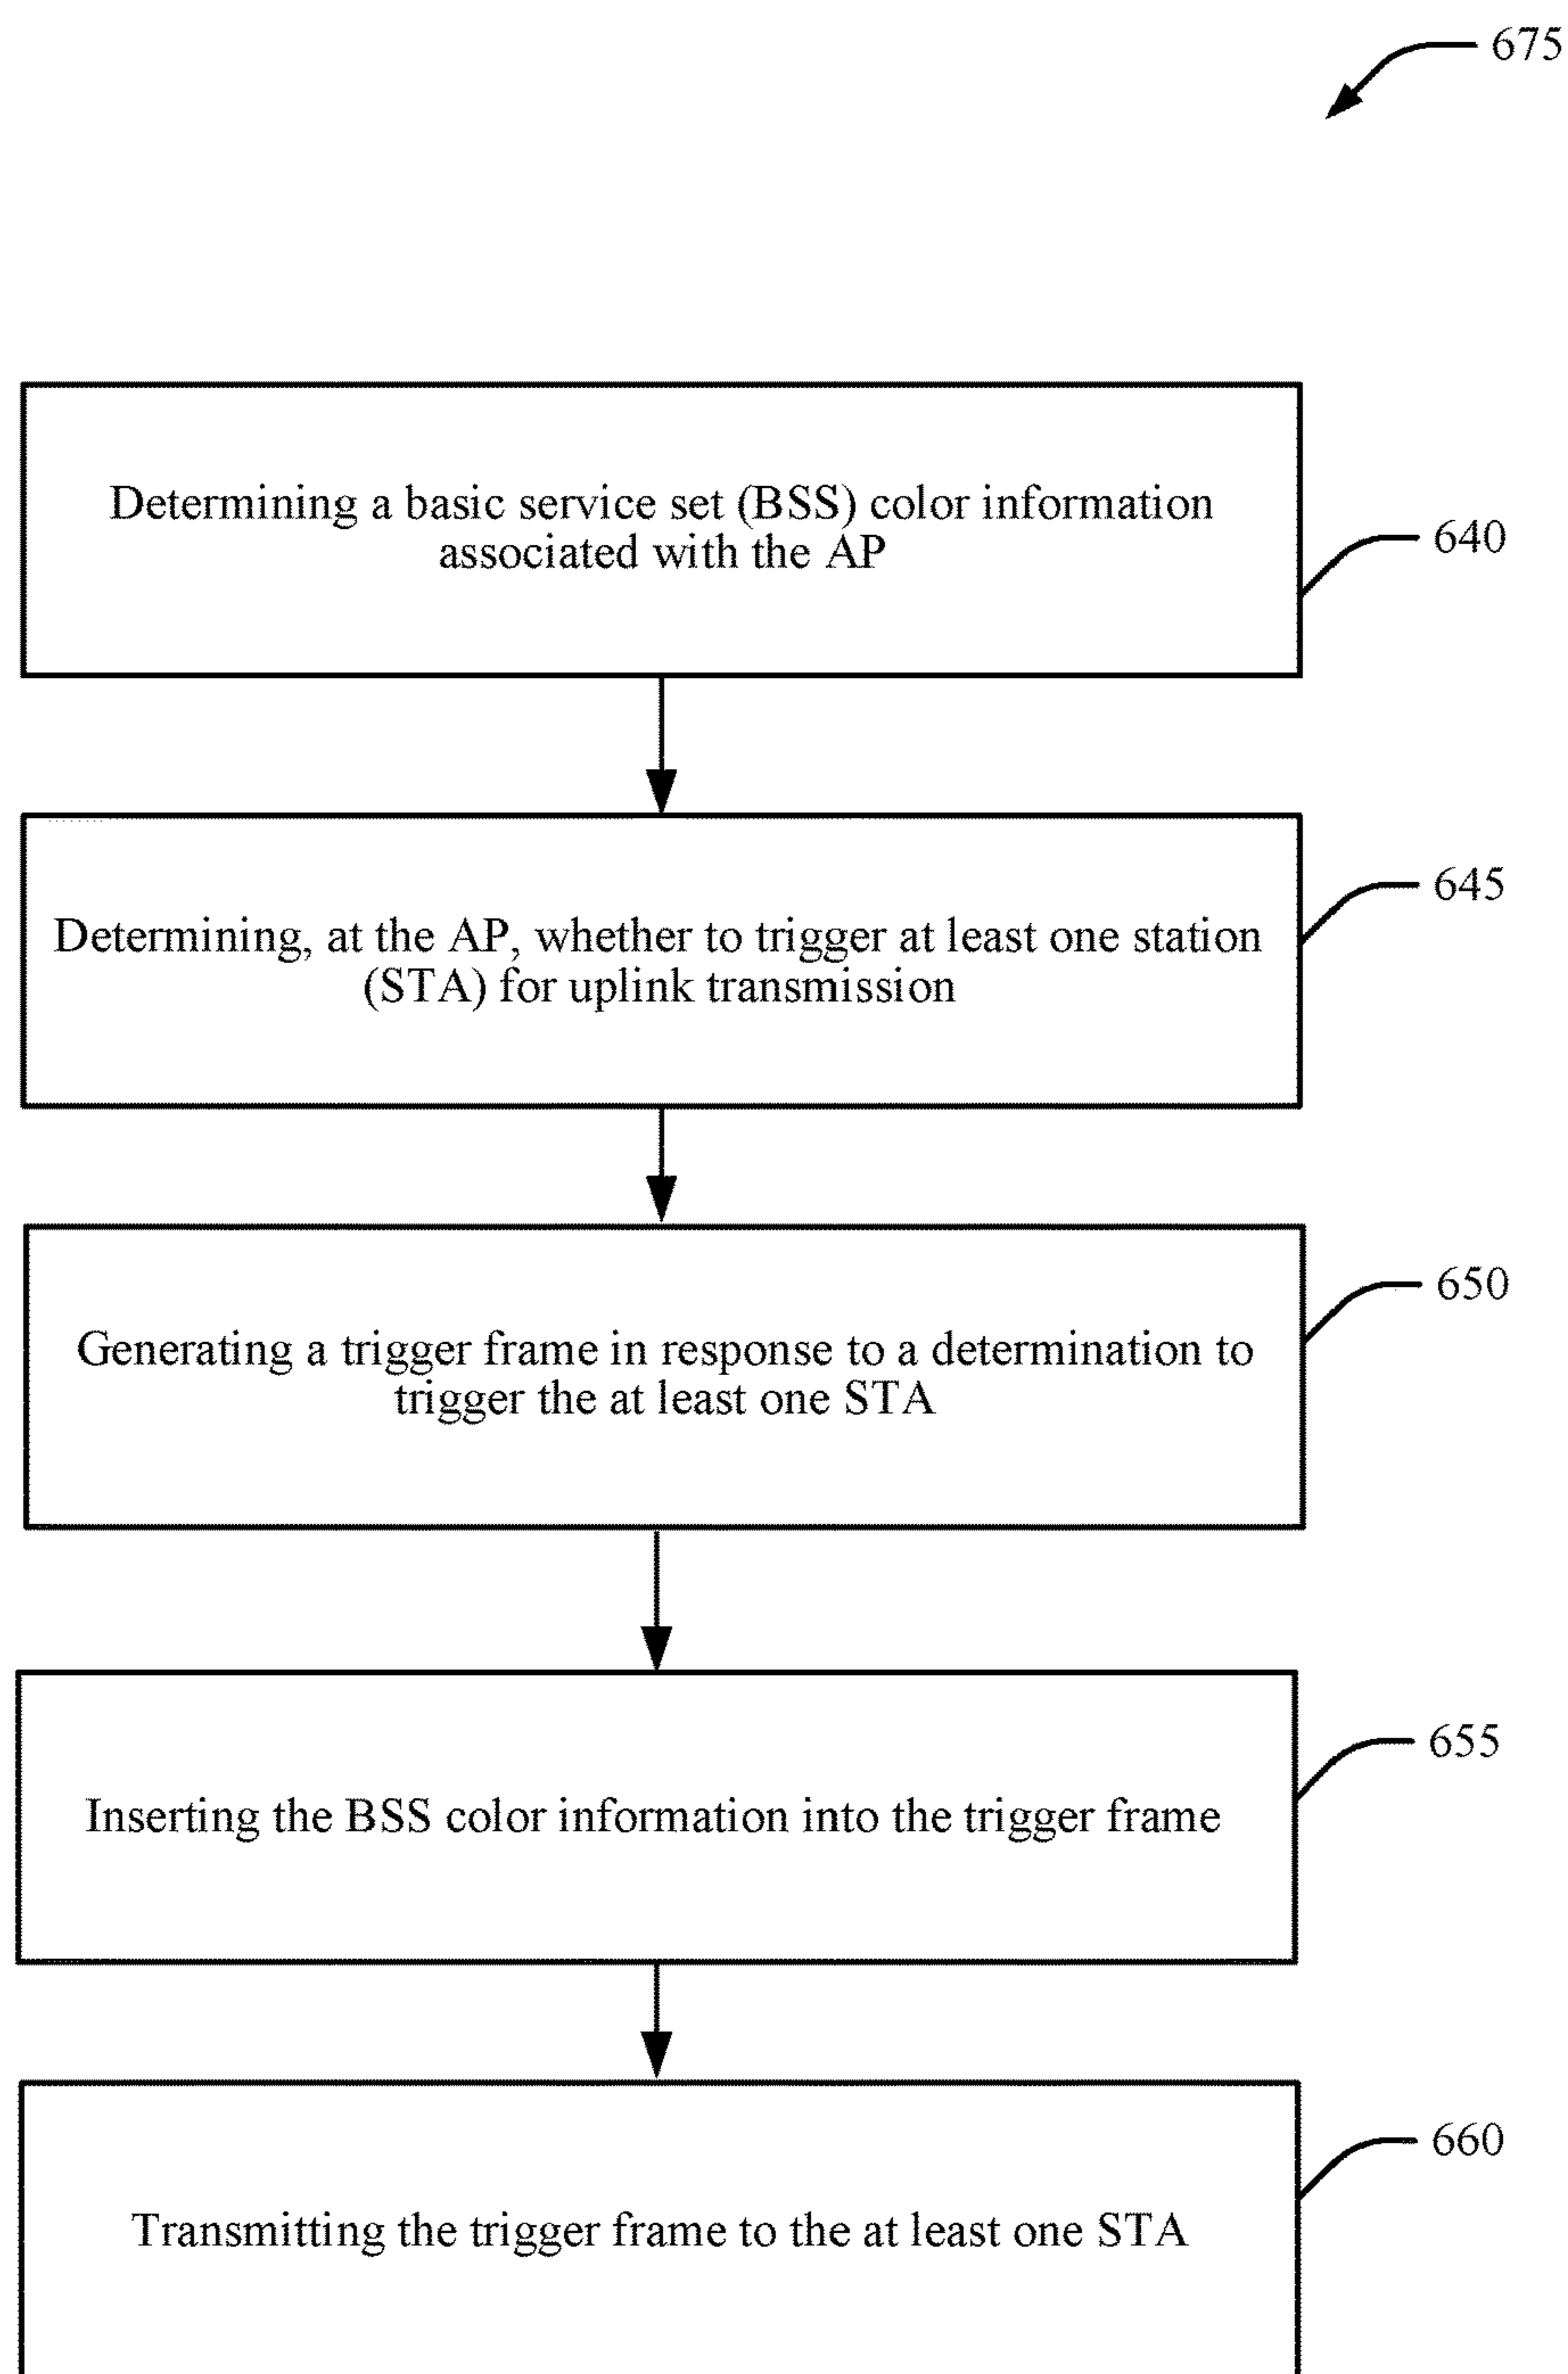 675
Determining a basic service set (BSS) color information
associated with the AP
640
Determining, at the AP, whether to trigger at least one station
(STA) for uplink transmission
645
Generating a trigger frame in response to a determination to
trigger the at least one STA
650
Inserting the BSS color information into the trigger frame
655
Transmitting the trigger frame to the at least one STA
660